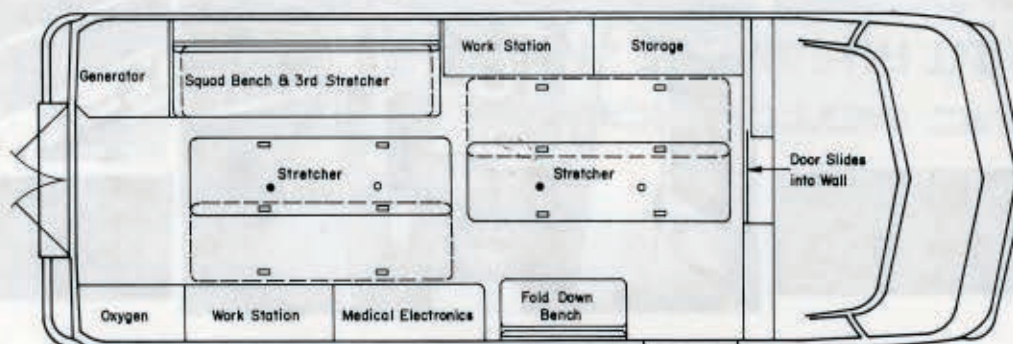 Work Station
Storage
Generator
Squad Bench & 3rd Stretcher
Stretcher
Stretcher
Door Slides
into Wall
Fold Down
Bench
Oxygen
Work Station
Medical Electronics